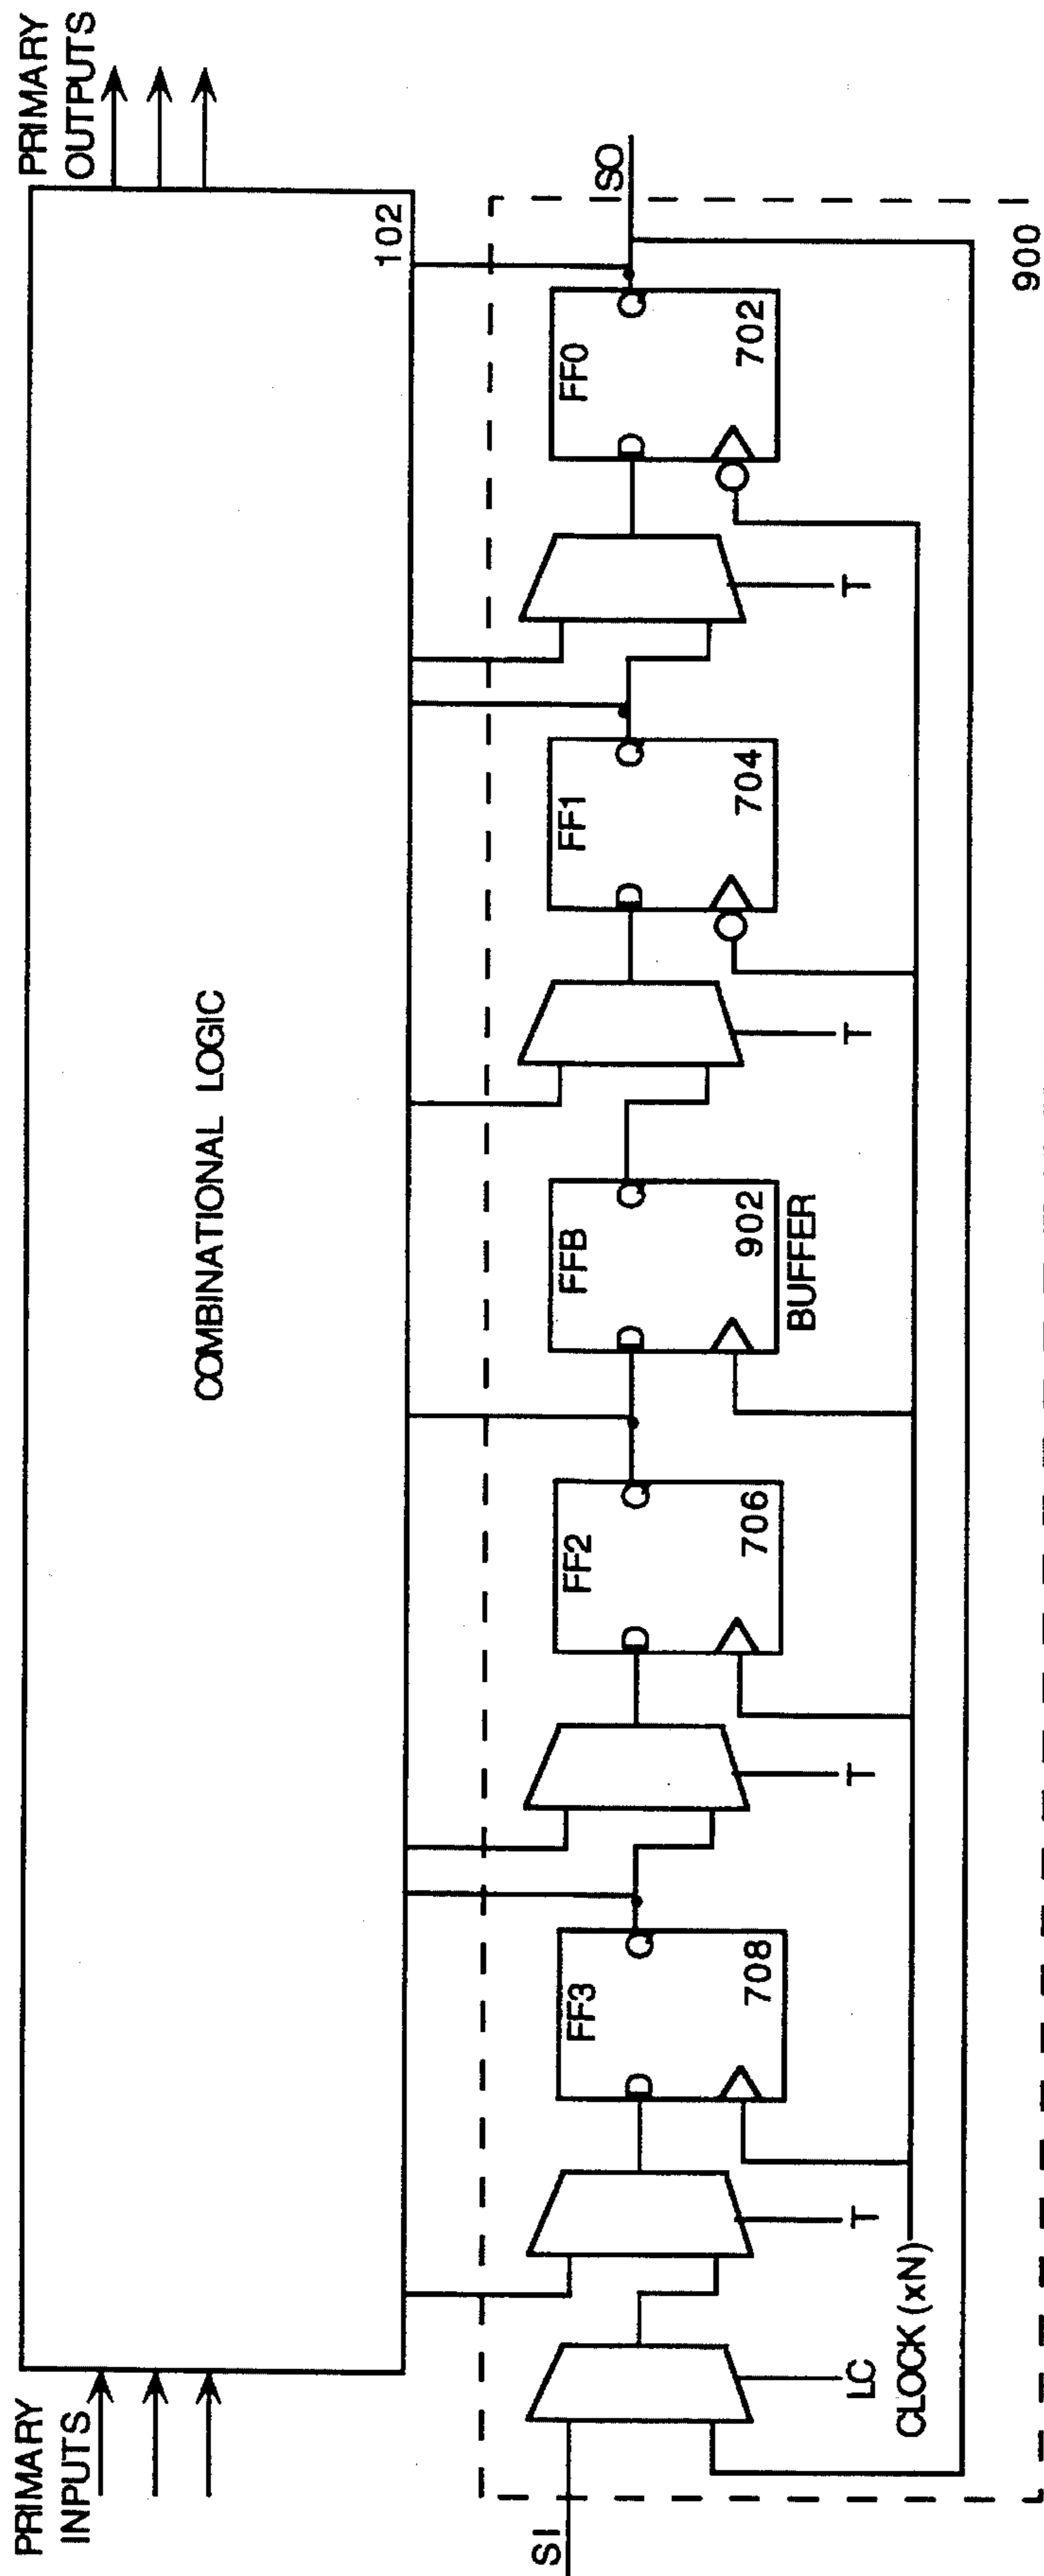 PRIMARY
INPUTS
COMBINATIONAL LOGIC
102
PRIMARY
OUTPUTS
SI
LC
T
FF3
D
Q
708
T
FF2
D
Q
706
FFB
D
Q
902
BUFFER
T
FF1
D
Q
704
T
FF0
D
Q
702
SO
CLOCK (xN)
900